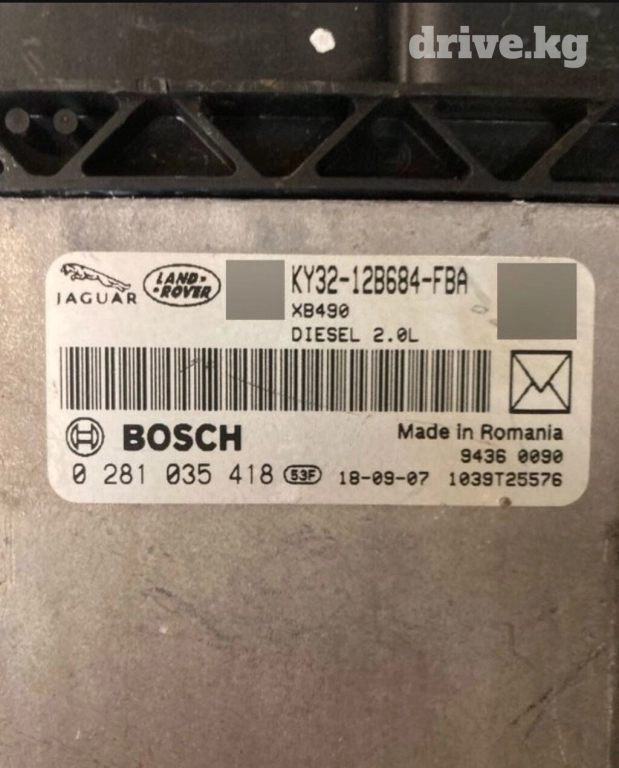 drive.kg
JAGUAR
LAND-
-ROVER
KY32-12B684-FBA
XB490
DIESEL 2.0L
BOSCH
Made in Romania
9436 0090
0 281 035 418 53F 18-09-07 1039T25576